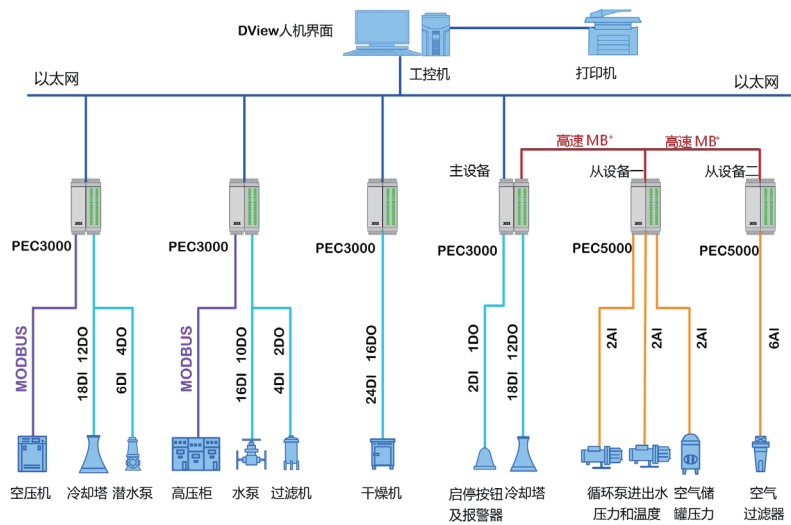 DView人机界面
工控机
打印机
以太网
以太网
高速MB⁺
高速MB⁺
主设备
从设备一
从设备二
PEC3000
PEC3000
PEC3000
PEC3000
PEC5000
PEC5000
MODBUS
18DI 12DO
6DI 4DO
MODBUS
16DI 10DO
4DI 2DO
24DI 16DO
2DI 1DO
18DI 12DO
2AI
2AI
2AI
6AI
空压机
冷却塔
潜水泵
高压柜
水泵
过滤机
干燥机
启停按钮
及报警器
冷却塔
循环泵进出水
压力和温度
空气储
罐压力
空气
过滤器